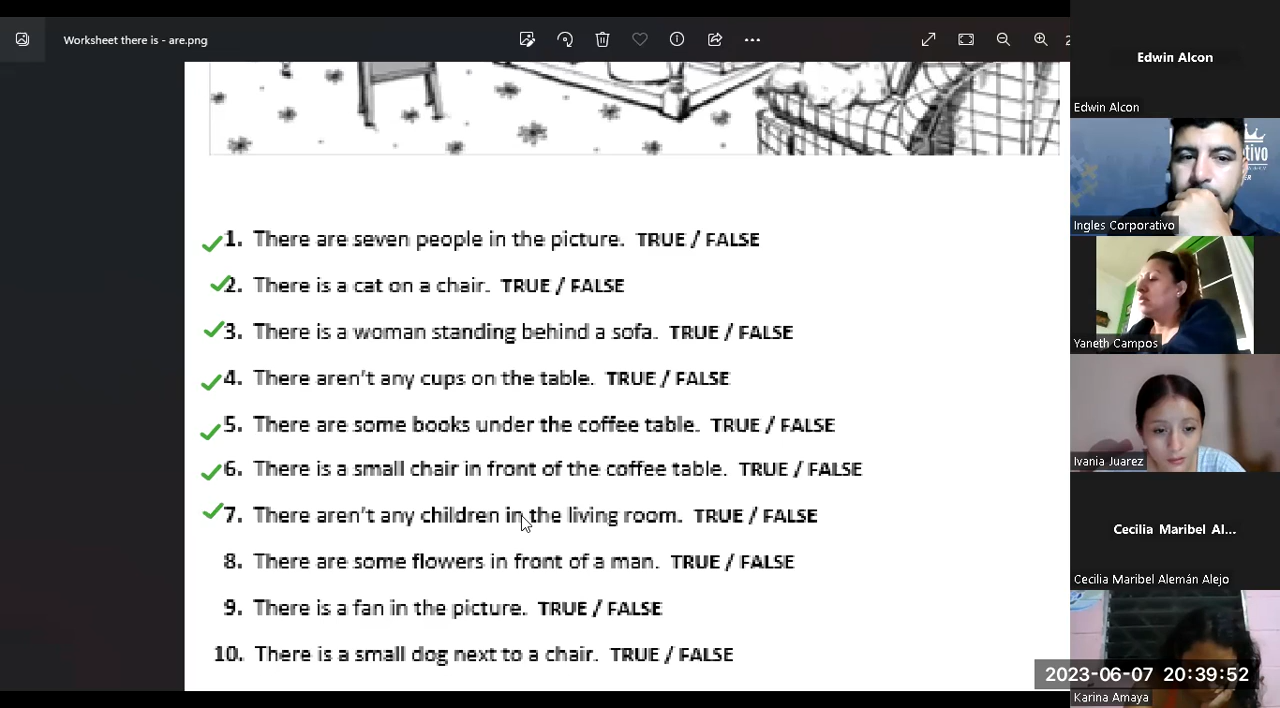 Worksheet there is - are.png
1. There are seven people in the picture. TRUE / FALSE
2. There is a cat on a chair. TRUE / FALSE
3. There is a woman standing behind a sofa. TRUE / FALSE
4. There aren't any cups on the table. TRUE / FALSE
5. There are some books under the coffee table. TRUE / FALSE
6. There is a small chair in front of the coffee table. TRUE / FALSE
7. There aren't any children in the living room. TRUE / FALSE
8. There are some flowers in front of a man. TRUE / FALSE
9. There is a fan in the picture. TRUE / FALSE
10. There is a small dog next to a chair. TRUE / FALSE
Edwin Alcon
Edwin Alcon
Ingles Corporativo
Yaneth Campos
Ivania Juarez
Cecilia Maribel Al...
Cecilia Maribel Alemán Alejo
2023-06-07 20:39:52
Karina Amaya